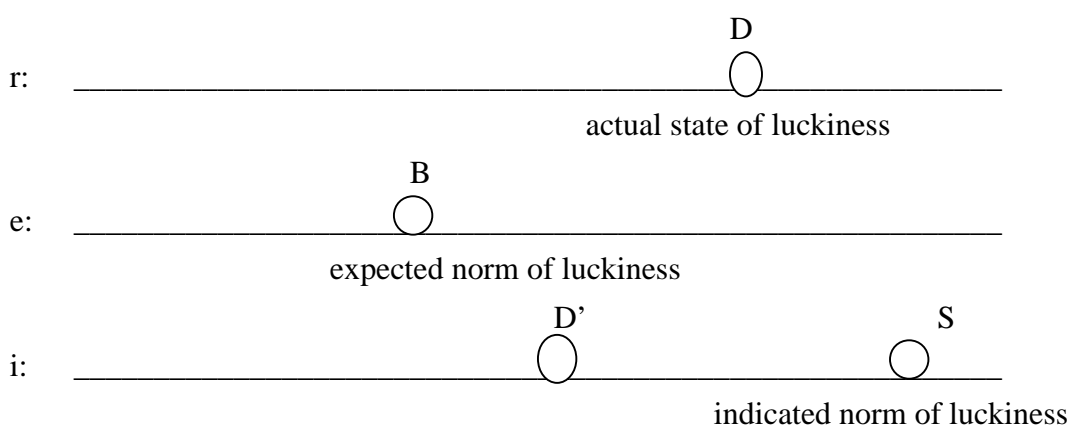 D
r:
actual state of luckiness
B
e:
expected norm of luckiness
D’ S
i:
indicated norm of luckiness